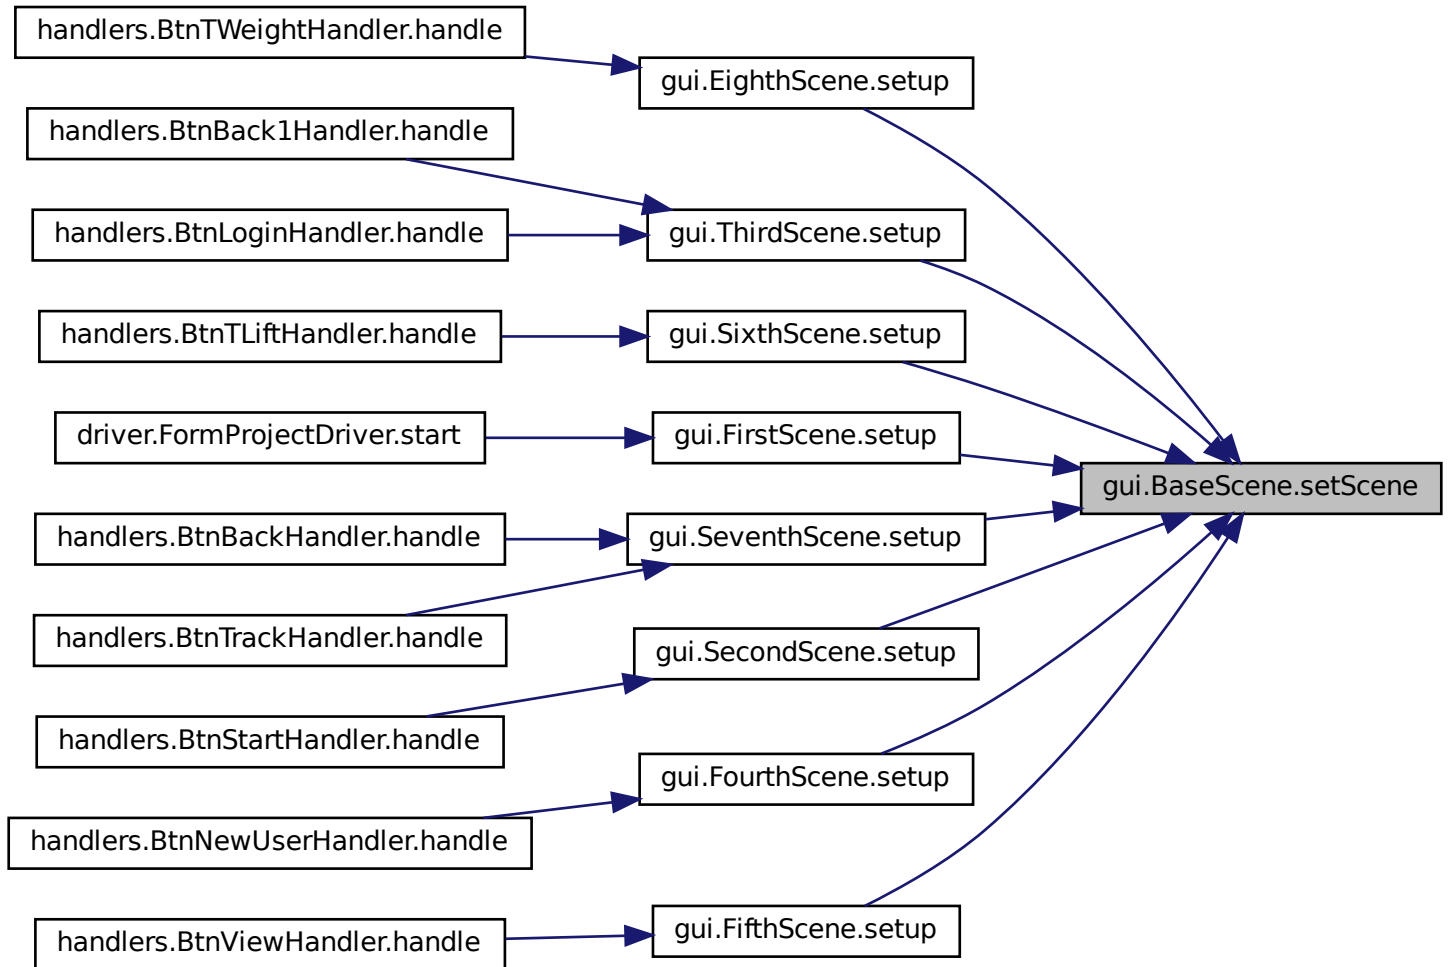 handlers.BtnTWeightHandler.handle
gui.EighthScene.setup
handlers.BtnBack1Handler.handle
handlers.BtnLoginHandler.handle
gui.ThirdScene.setup
handlers.BtnTLiftHandler.handle
gui.SixthScene.setup
driver.FormProjectDriver.start
gui.FirstScene.setup
gui.BaseScene.setScene
handlers.BtnBackHandler.handle
gui.SeventhScene.setup
handlers.BtnTrackHandler.handle
gui.SecondScene.setup
handlers.BtnStartHandler.handle
gui.FourthScene.setup
handlers.BtnNewUserHandler.handle
gui.FifthScene.setup
handlers.BtnViewHandler.handle